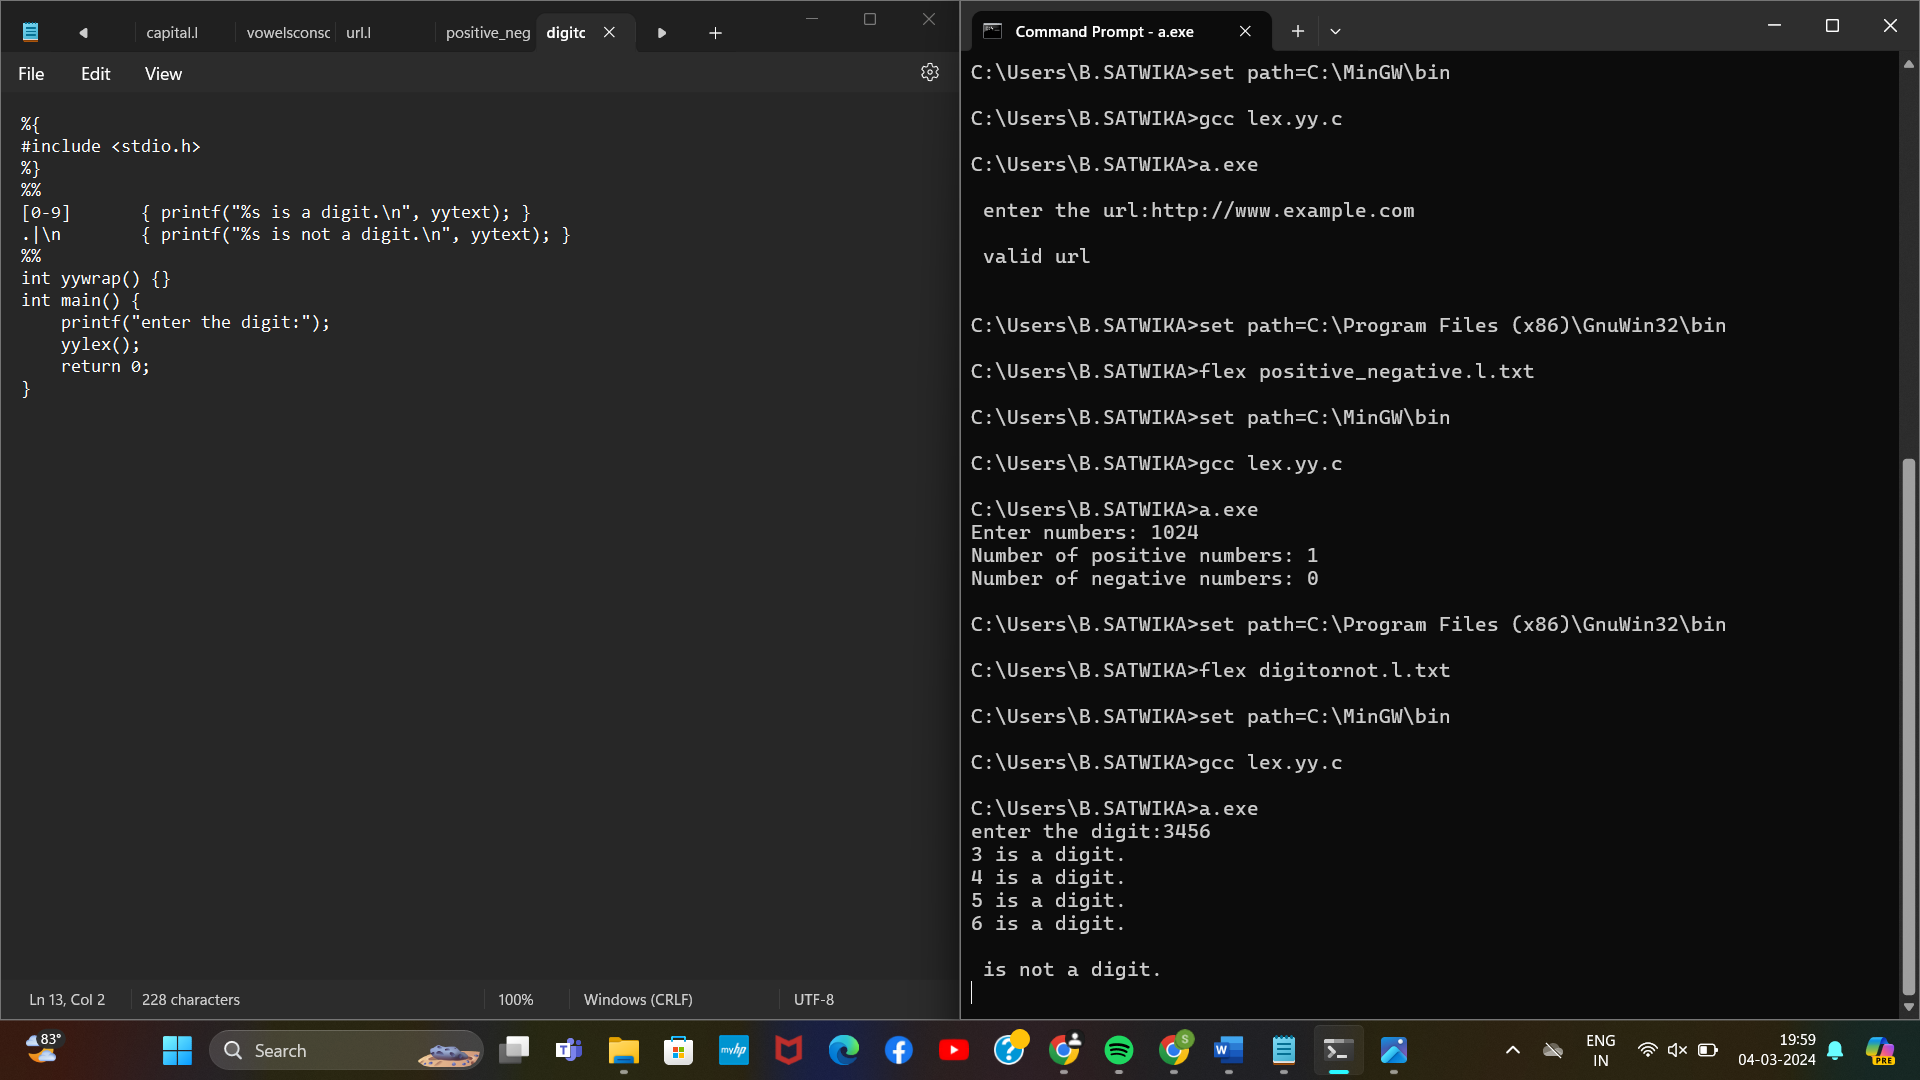 capital.l vowelsconsc url.l positive_neg digitc
File Edit View
%{
#include <stdio.h>
%}
%%
[0-9] { printf("%s is a digit.\n", yytext); }
.|\n { printf("%s is not a digit.\n", yytext); }
%%
int yywrap() {}
int main() {
printf("enter the digit:");
yylex();
return 0;
}
Ln 13, Col 2 228 characters 100% Windows (CRLF) UTF-8
Command Prompt - a.exe
C:\Users\B.SATWIKA>set path=C:\MinGW\bin
C:\Users\B.SATWIKA>gcc lex.yy.c
C:\Users\B.SATWIKA>a.exe
enter the url:http://www.example.com
valid url
C:\Users\B.SATWIKA>set path=C:\Program Files (x86)\GnuWin32\bin
C:\Users\B.SATWIKA>flex positive_negative.l.txt
C:\Users\B.SATWIKA>set path=C:\MinGW\bin
C:\Users\B.SATWIKA>gcc lex.yy.c
C:\Users\B.SATWIKA>a.exe
Enter numbers: 1024
Number of positive numbers: 1
Number of negative numbers: 0
C:\Users\B.SATWIKA>set path=C:\Program Files (x86)\GnuWin32\bin
C:\Users\B.SATWIKA>flex digitornot.l.txt
C:\Users\B.SATWIKA>set path=C:\MinGW\bin
C:\Users\B.SATWIKA>gcc lex.yy.c
C:\Users\B.SATWIKA>a.exe
enter the digit:3456
3 is a digit.
4 is a digit.
5 is a digit.
6 is a digit.
is not a digit.
83° Search myhp S W ENG 19:59 PRE
IN 04-03-2024